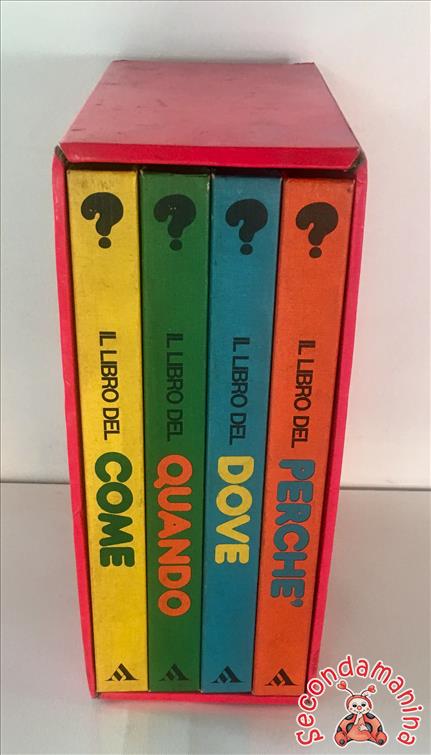 ?
IL LIBRO DEL
COME
?
IL LIBRO DEL
QUANDO
?
IL LIBRO DEL
DOVE
?
IL LIBRO DEL
PERCHE'
Secondamanina